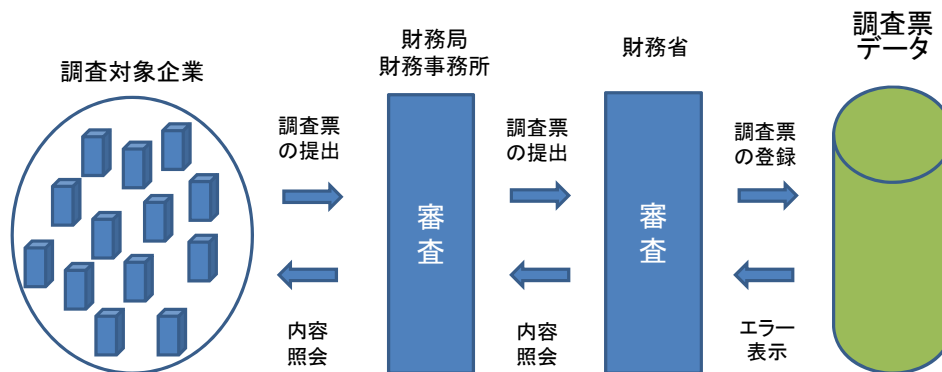 調査対象企業
財務局
財務事務所
財務省
調査票
データ
調査票
の提出
調査票
の提出
調査票
の登録
審
査
審
査
内容
照会
内容
照会
エラー
表示